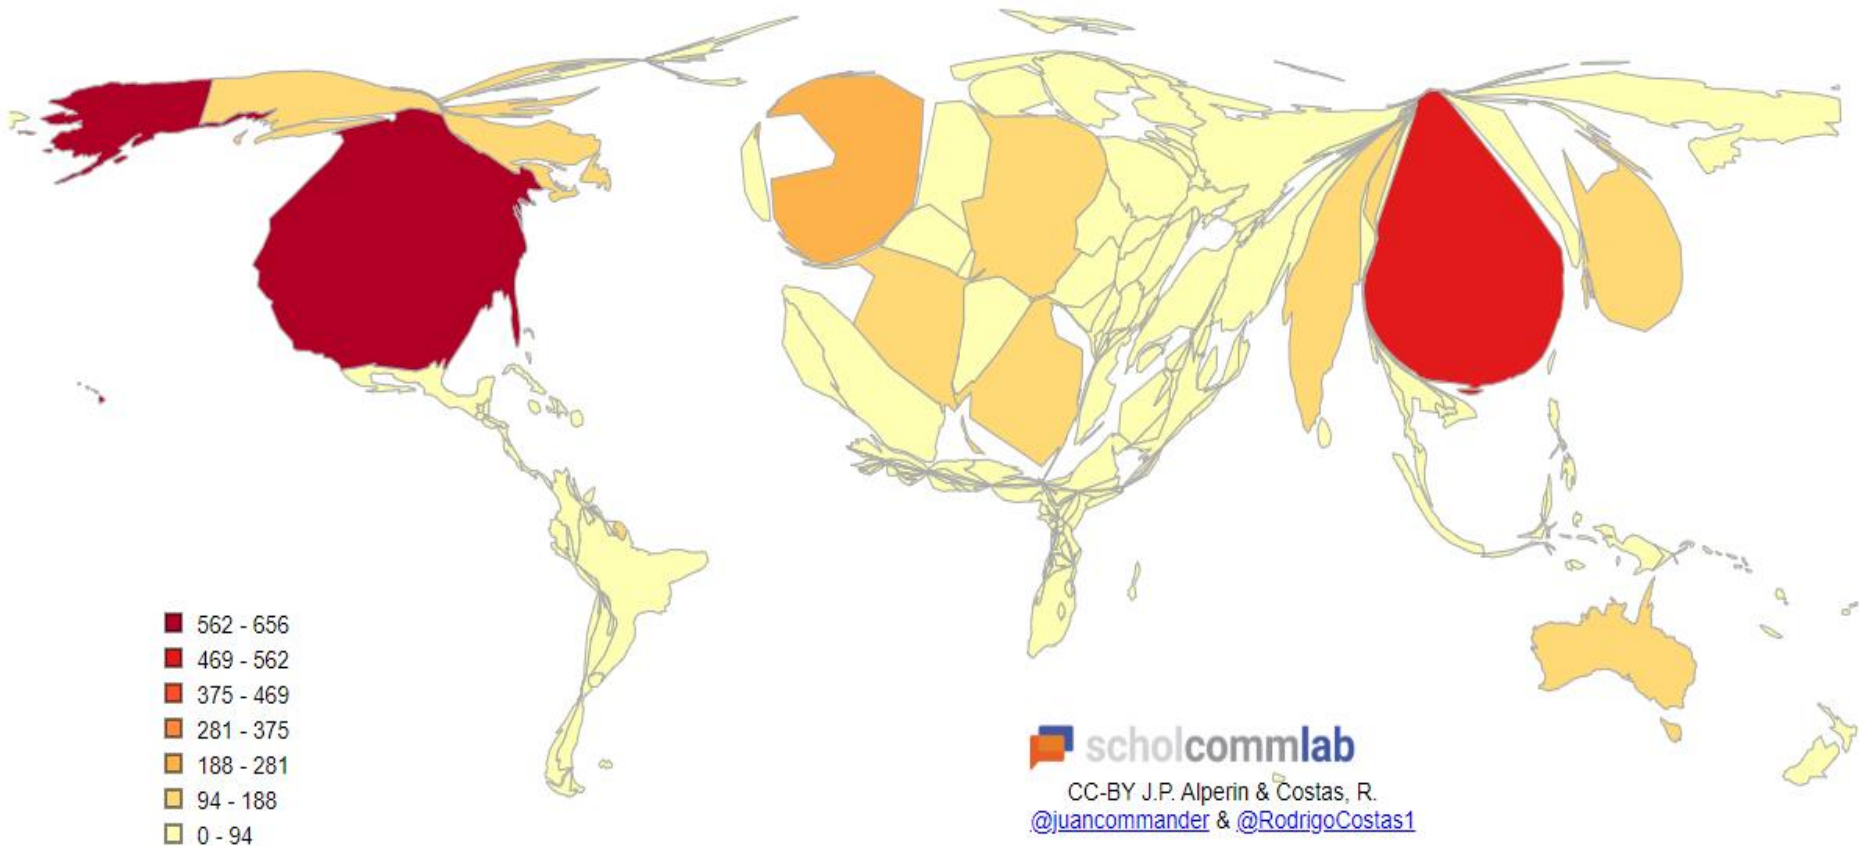 562 - 656
469 - 562
375 - 469
281 - 375
188 - 281
94 - 188
0 - 94
scholcommlab
CC-BY J.P. Alperin & Costas, R.
@juancommander & @RodrigoCostas1